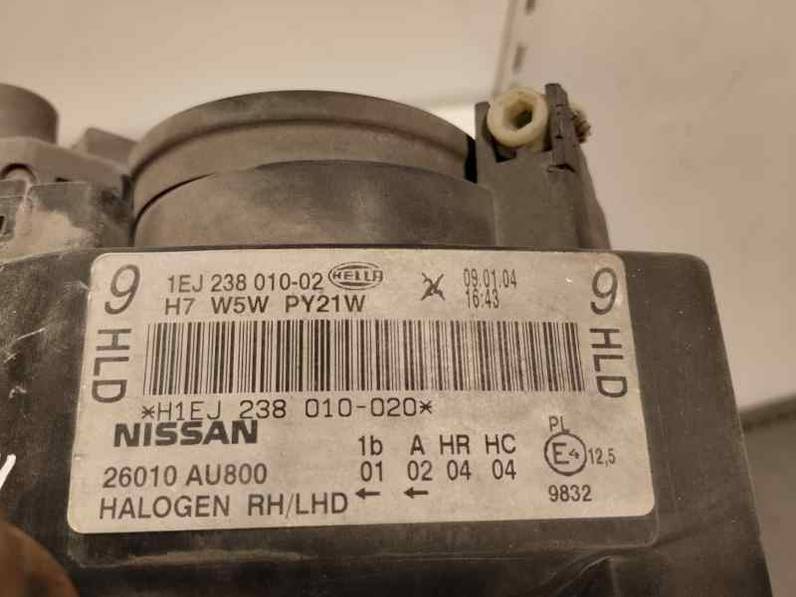 9 HLD
1EJ 238 010-02 HELLA 09.01.04
H7 W5W PY21W 16:43
9 HLD
*H1EJ 238 010-020*
NISSAN
26010 AU800
HALOGEN RH/LHD
1b A HR HC
01 02 04 04
PL
E4 12,5
9832